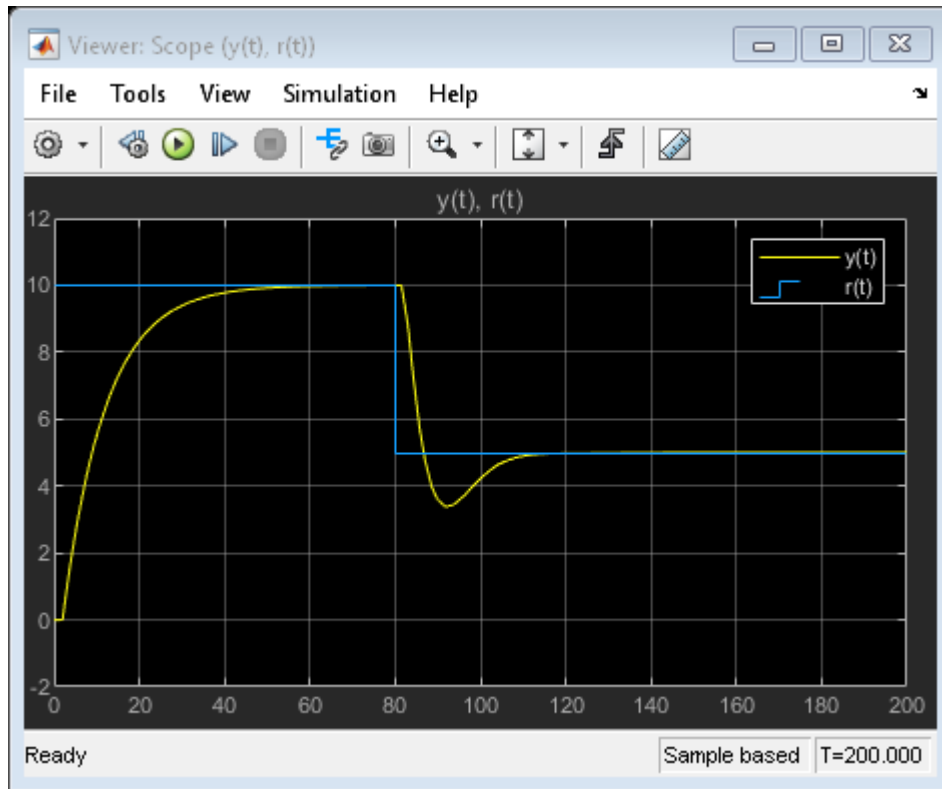 Viewer: Scope (y(t), r(t))
File Tools View Simulation Help
y(t), r(t)
12
10
8
6
4
2
0
-2
y(t)
r(t)
0 20 40 60 80 100 120 140 160 180 200
Ready Sample based T=200.000